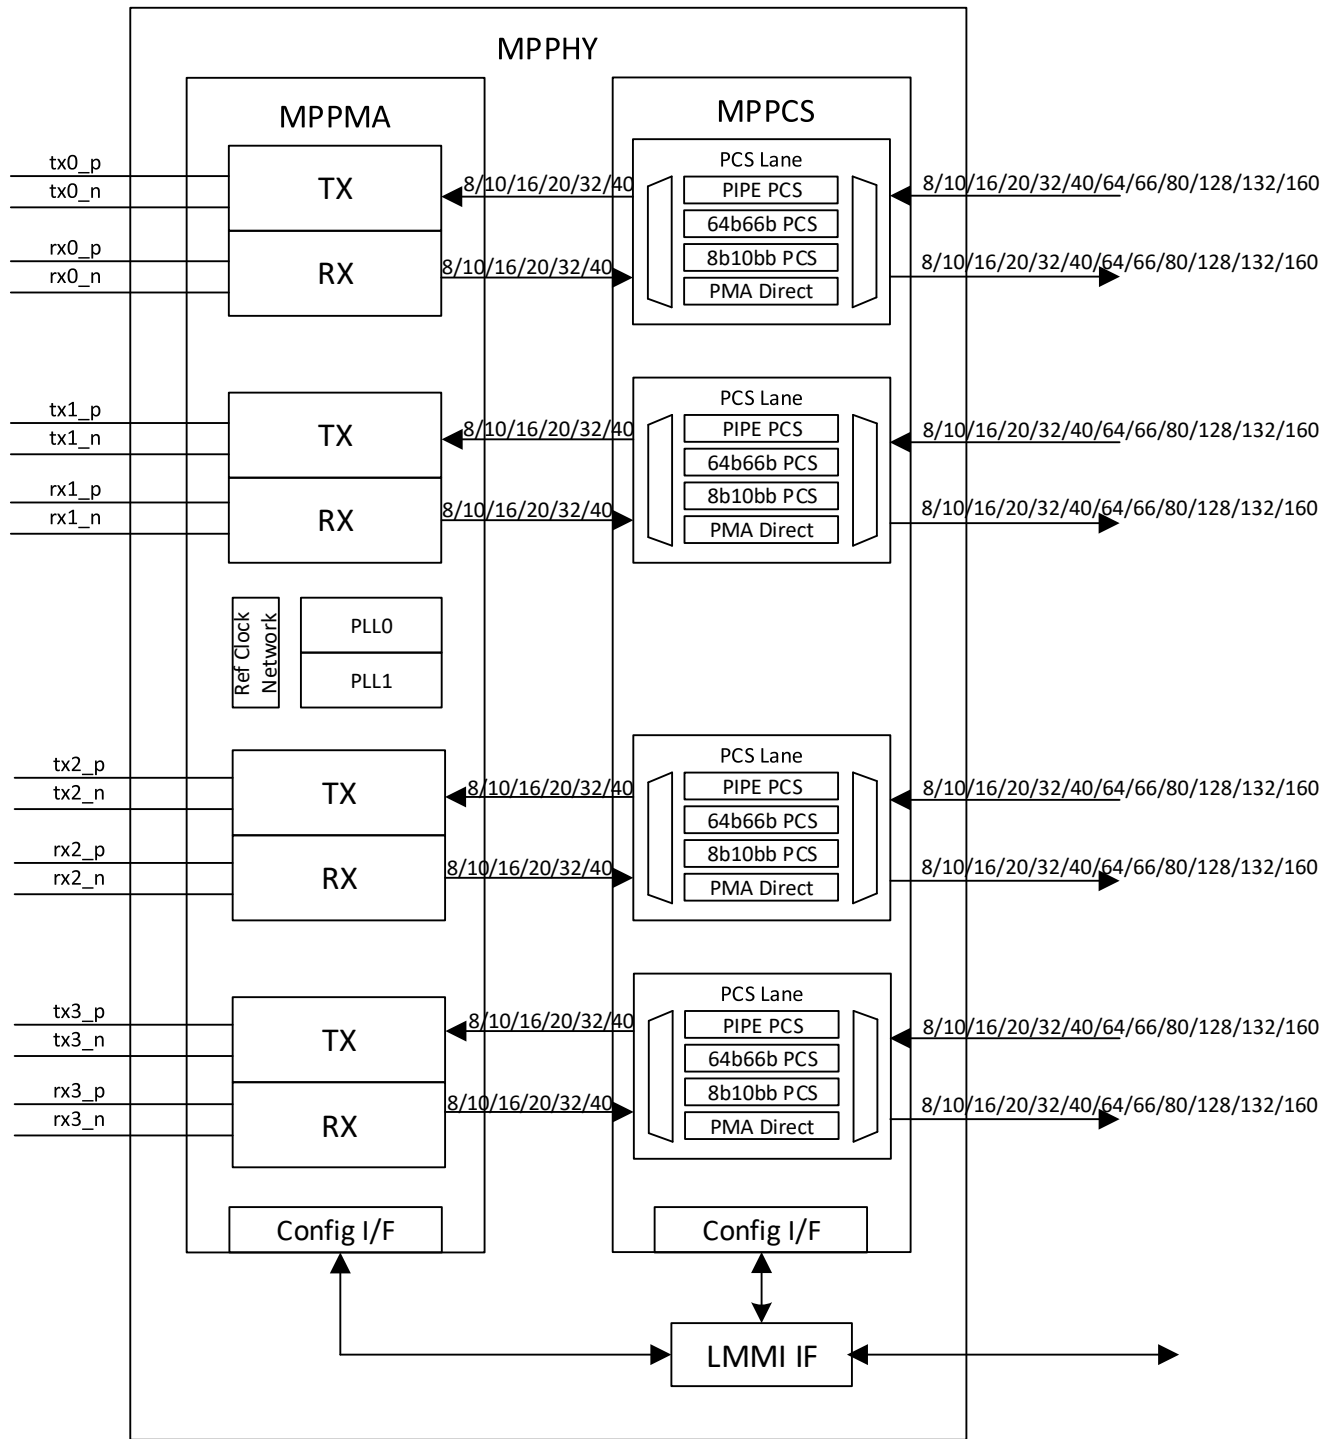 MPPHY
MPPMA
MPPCS
tx0_p
tx0_n
rx0_p
rx0_n
TX
RX
8/10/16/20/32/40
8/10/16/20/32/40
PCS Lane
PIPE PCS
64b66b PCS
8b10bb PCS
PMA Direct
8/10/16/20/32/40/64/66/80/128/132/160
8/10/16/20/32/40/64/66/80/128/132/160
tx1_p
tx1_n
rx1_p
rx1_n
TX
RX
8/10/16/20/32/40
8/10/16/20/32/40
PCS Lane
PIPE PCS
64b66b PCS
8b10bb PCS
PMA Direct
8/10/16/20/32/40/64/66/80/128/132/160
8/10/16/20/32/40/64/66/80/128/132/160
Ref Clock
Network
PLL0
PLL1
tx2_p
tx2_n
rx2_p
rx2_n
TX
RX
8/10/16/20/32/40
8/10/16/20/32/40
PCS Lane
PIPE PCS
64b66b PCS
8b10bb PCS
PMA Direct
8/10/16/20/32/40/64/66/80/128/132/160
8/10/16/20/32/40/64/66/80/128/132/160
tx3_p
tx3_n
rx3_p
rx3_n
TX
RX
8/10/16/20/32/40
8/10/16/20/32/40
PCS Lane
PIPE PCS
64b66b PCS
8b10bb PCS
PMA Direct
8/10/16/20/32/40/64/66/80/128/132/160
8/10/16/20/32/40/64/66/80/128/132/160
Config I/F
Config I/F
LMMI IF